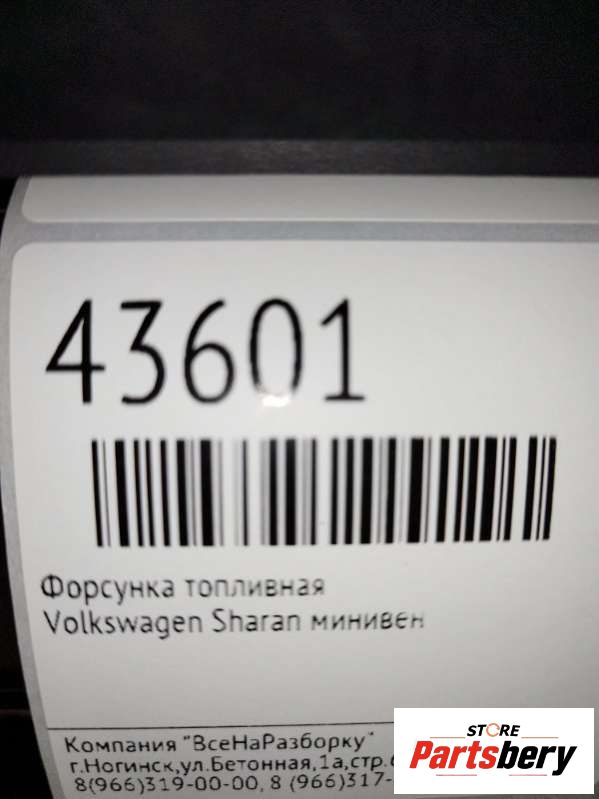 43601
Форсунка топливная
Volkswagen Sharan минивен
Компания "ВсеНаРазборку"
г.Ногинск,ул.Бетонная,1а,стр.
8(966)319-00-00, 8 (966)317-
STORE
Partsbery